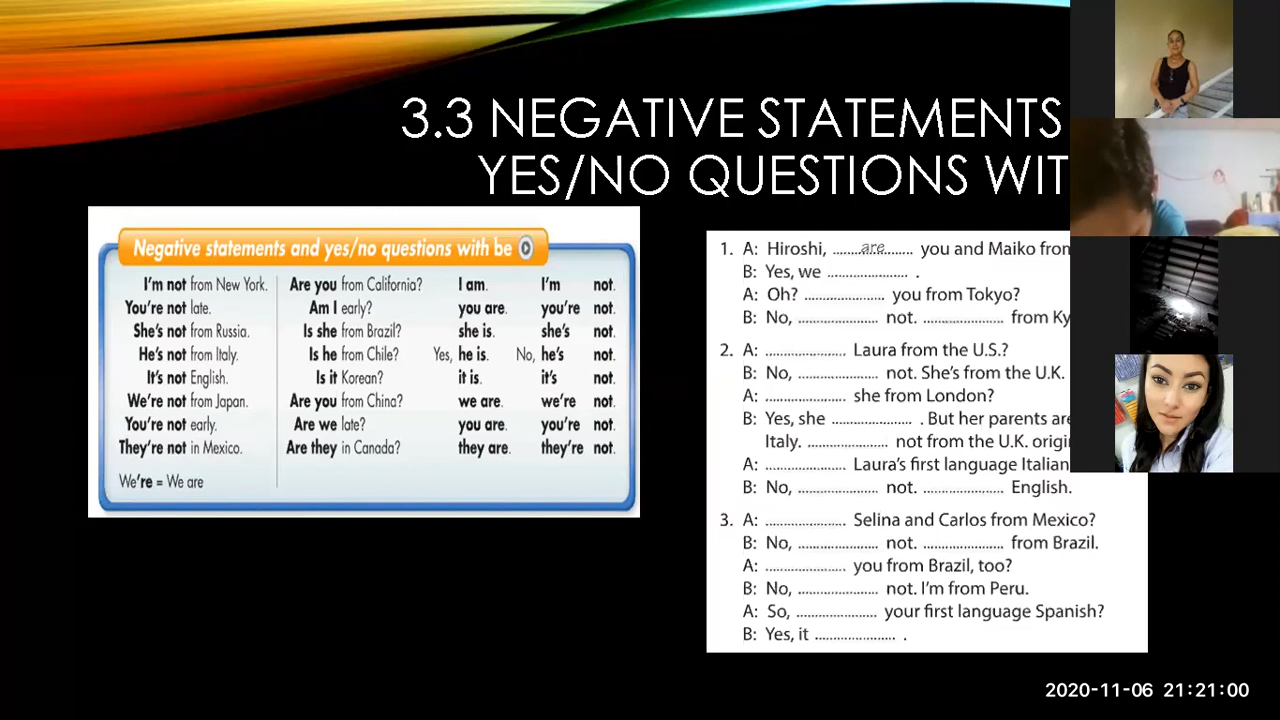 3.3 NEGATIVE STATEMENTS
YES/NO QUESTIONS WIT
Negative statements and yes/no questions with be
I'm not from New York. Are you from California? I am. I'm not.
You're not late. Am I early? you are. you're not.
She's not from Russia. Is she from Brazil? she is. she's not.
He's not from Italy. Is he from Chile? Yes, he is. No, he's not.
It's not English. Is it Korean? it is. it's not.
We're not from Japan. Are you from China? we are. we're not.
You're not early. Are we late? you are. you're not.
They're not in Mexico. Are they in Canada? they are. they're not.
We're = We are
1. A: Hiroshi, ........are........ you and Maiko from
B: Yes, we .................... .
A: Oh? .................... you from Tokyo?
B: No, .................... not. .................... from Ky
2. A: .................... Laura from the U.S.?
B: No, .................... not. She's from the U.K.
A: .................... she from London?
B: Yes, she .................... . But her parents are
Italy. .................... not from the U.K. origi
A: .................... Laura's first language Italian
B: No, .................... not. .................... English.
3. A: .................... Selina and Carlos from Mexico?
B: No, .................... not. .................... from Brazil.
A: .................... you from Brazil, too?
B: No, .................... not. I'm from Peru.
A: So, .................... your first language Spanish?
B: Yes, it .................... .
2020-11-06 21:21:00